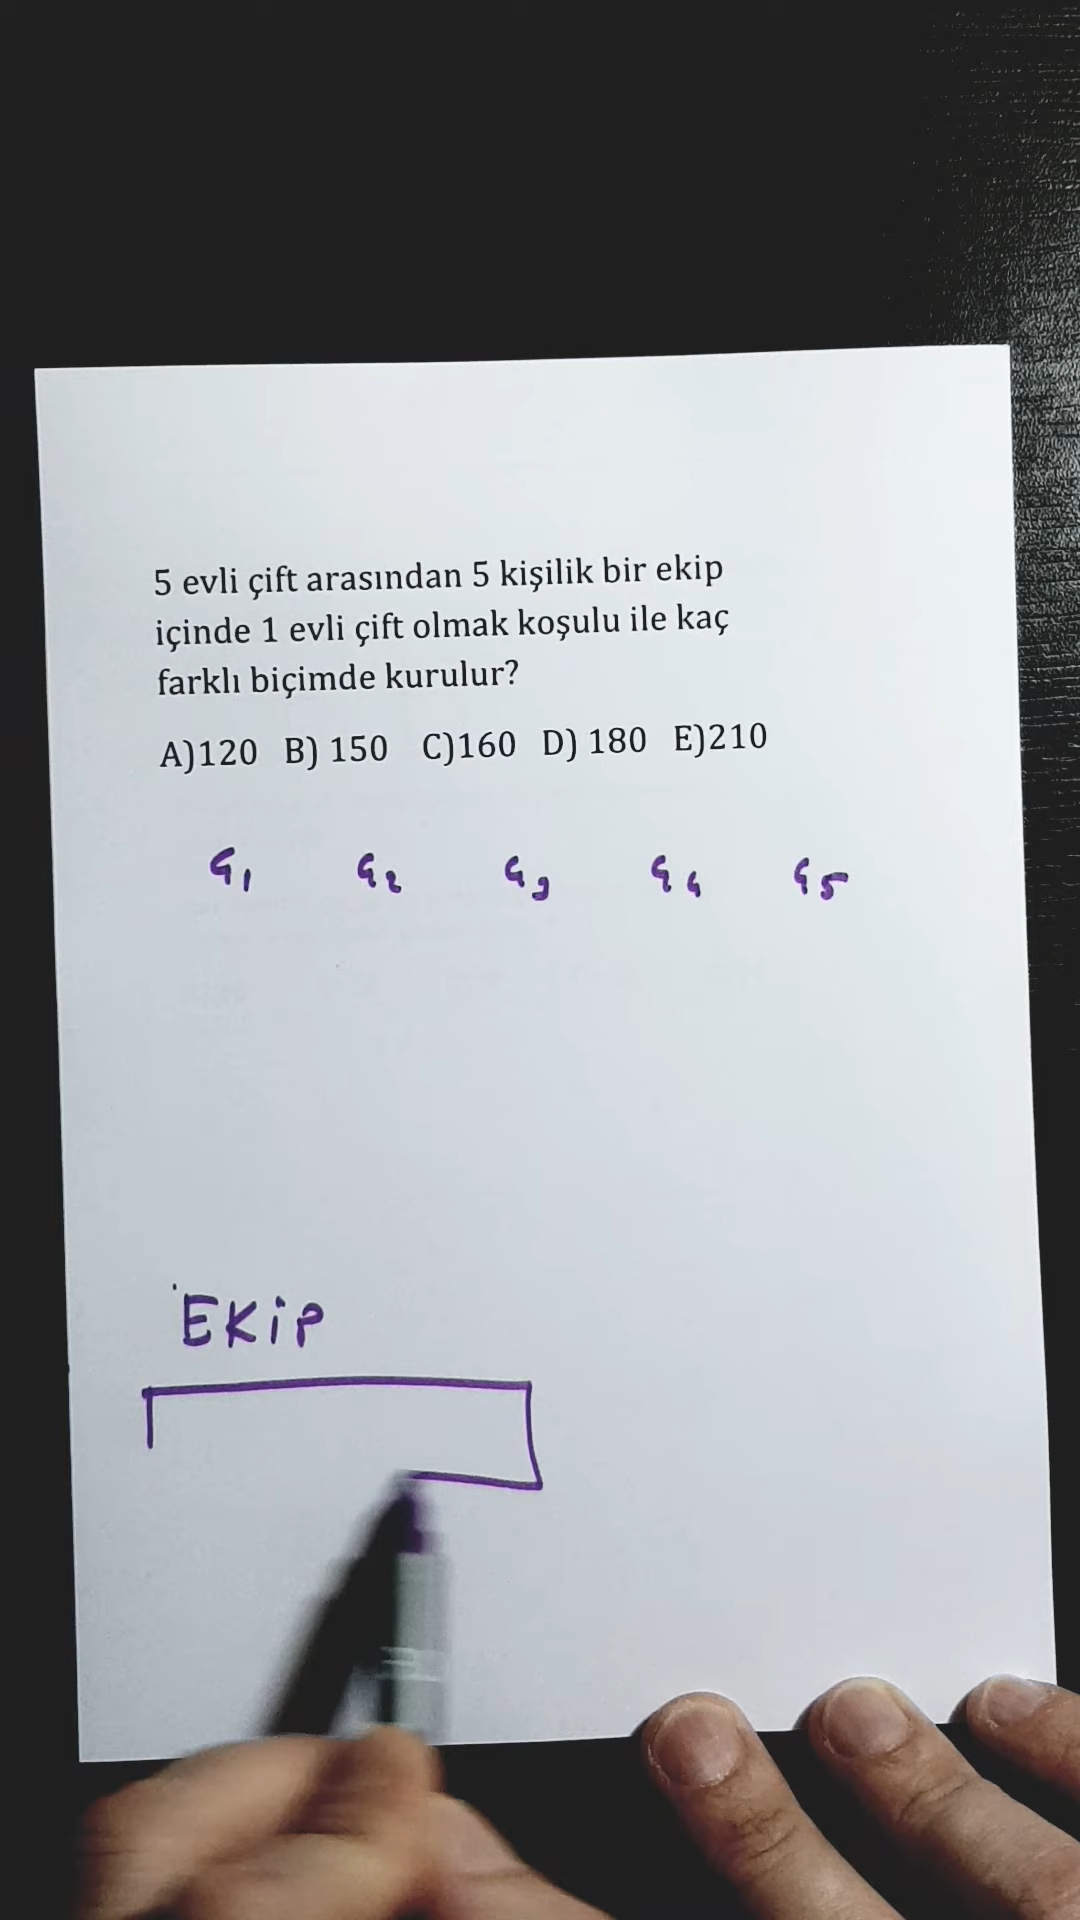 5 evli çift arasından 5 kişilik bir ekip
içinde 1 evli çift olmak koşulu ile kaç
farklı biçimde kurulur?
A)120 B) 150 C)160 D) 180 E)210
Ç1 Ç2 Ç3 Ç4 Ç5
EKİP